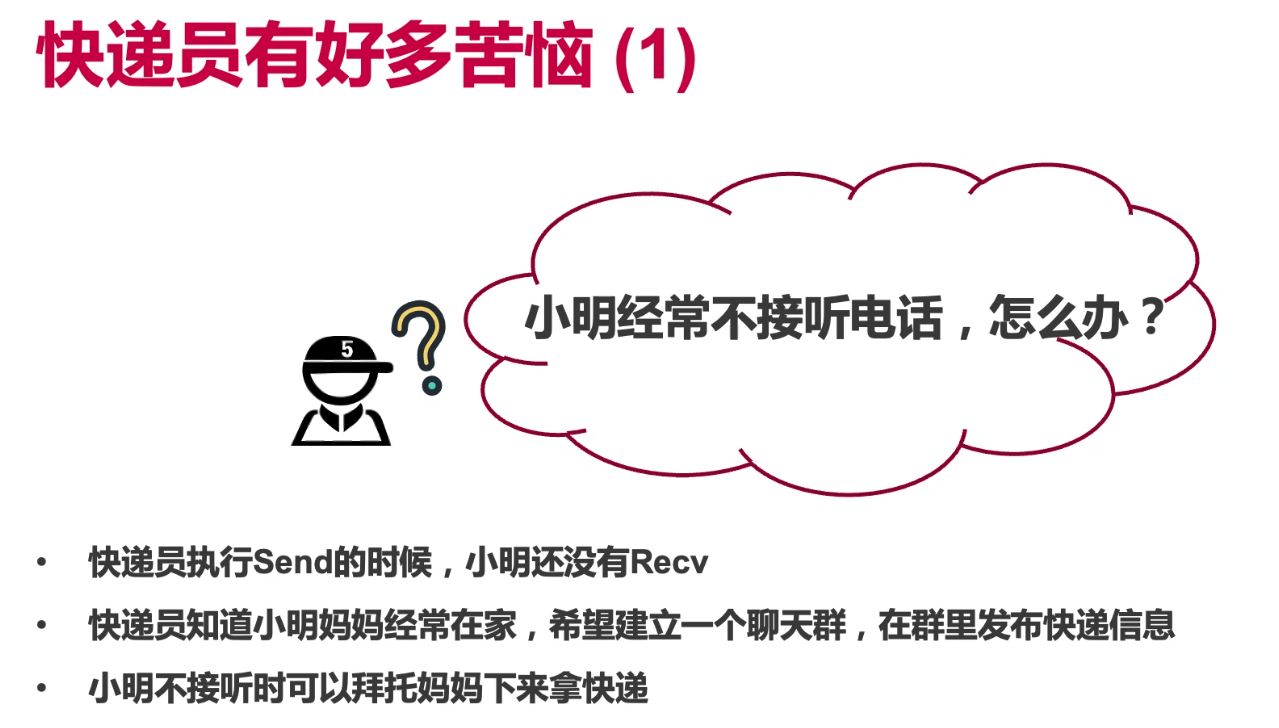 快递员有好多苦恼 (1)
小明经常不接听电话，怎么办？
5
• 快递员执行Send的时候，小明还没有Recv
• 快递员知道小明妈妈经常在家，希望建立一个聊天群，在群里发布快递信息
• 小明不接听时可以拜托妈妈下来拿快递